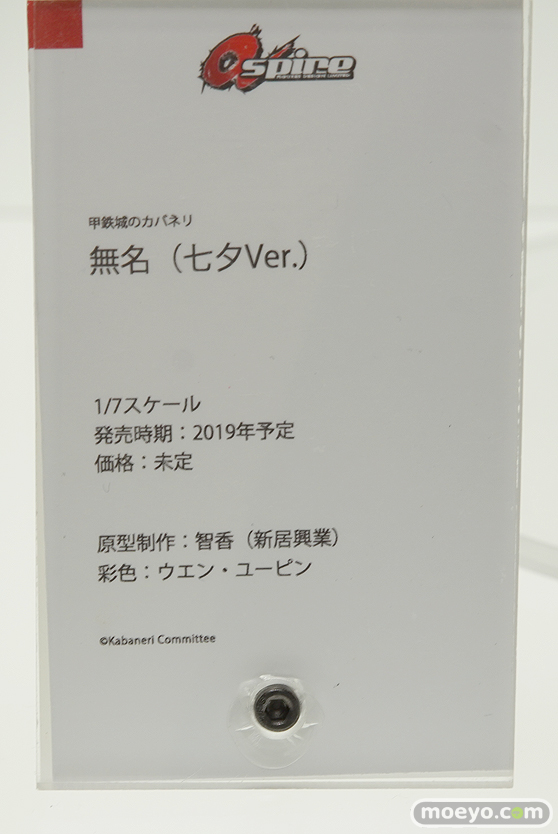 Qspire
甲鉄城のカバネリ
無名（七夕Ver.）
1/7スケール
発売時期：2019年予定
価格：未定
原型制作：智香（新居興業）
彩色：ウエン・ユーピン
©Kabaneri Committee
moeyo.com